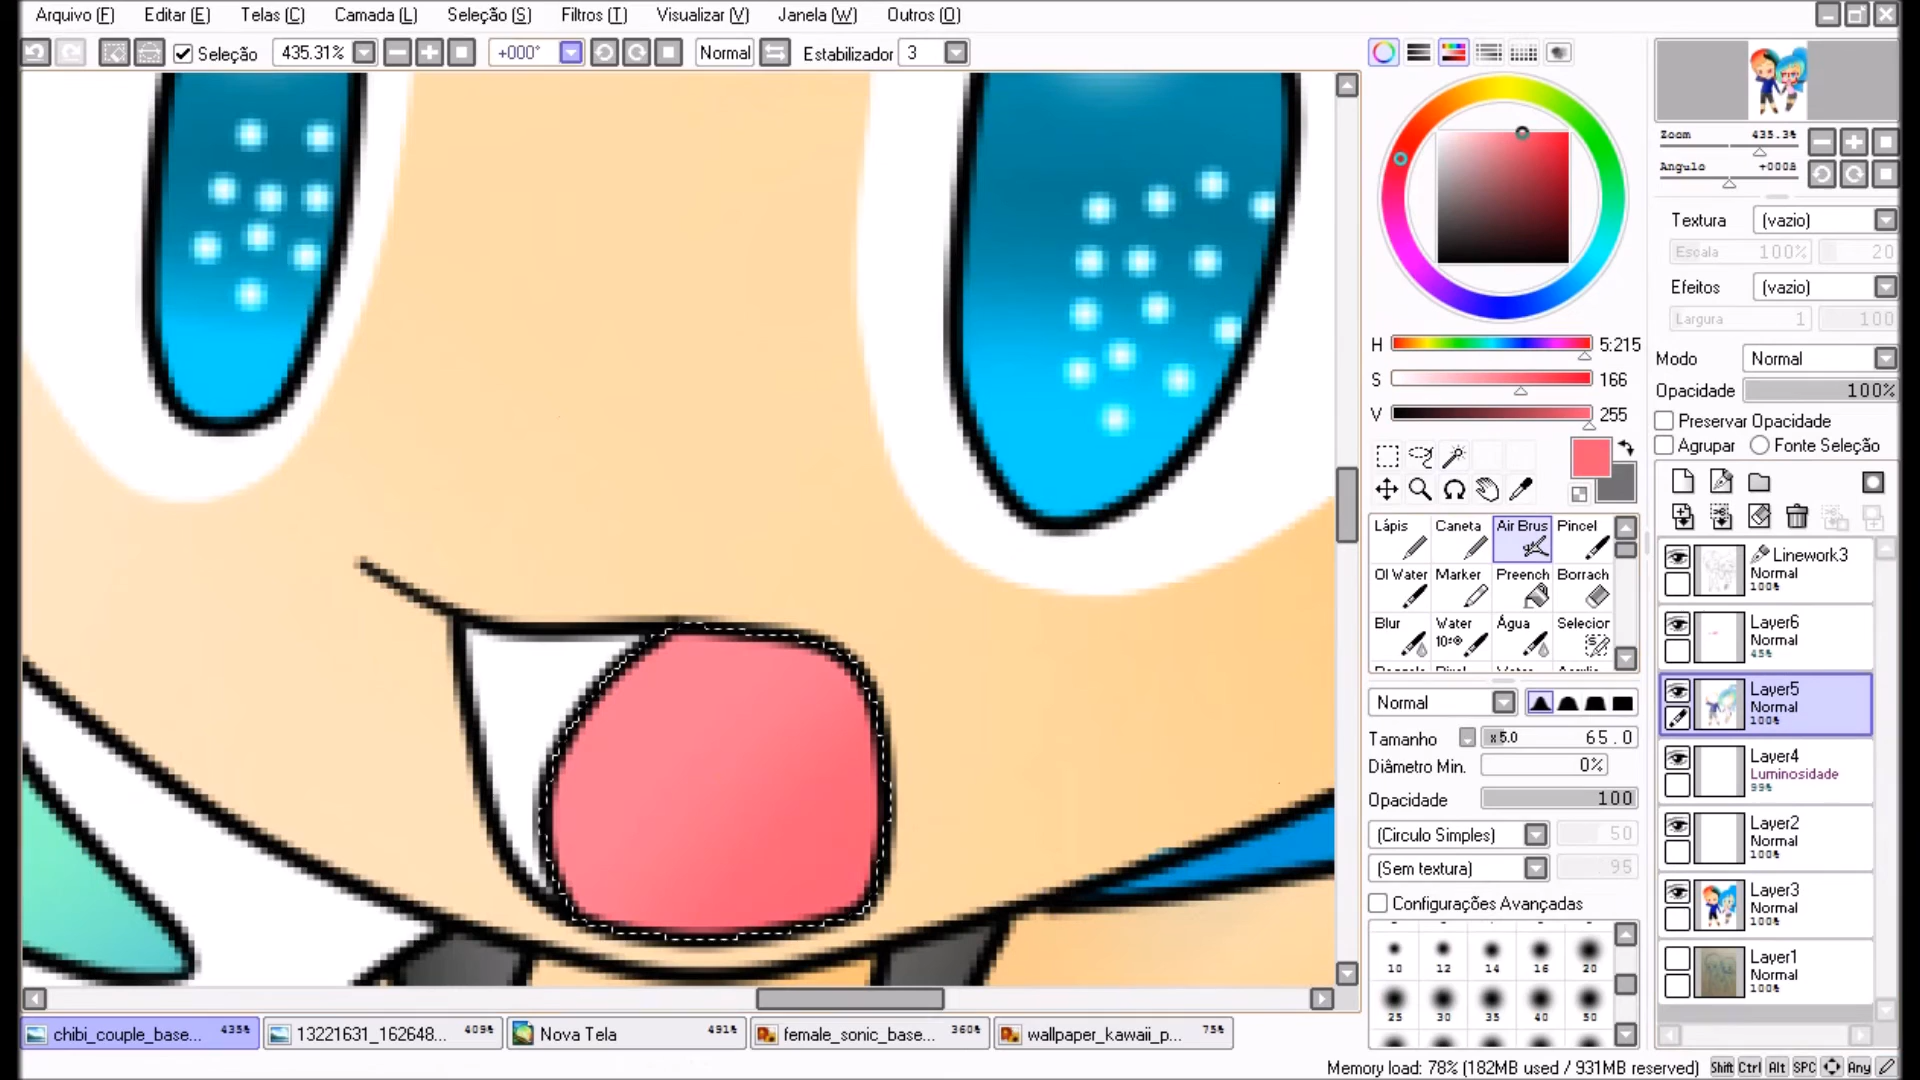 Arquivo (F) Editar (E) Telas (C) Camada (L) Seleção (S) Filtros (T) Visualizar (V) Janela (W) Outros (O)
Seleção 435.31% +000° Normal Estabilizador 3
Zoom 435.3%
Angulo +000
Textura (vazio)
Escala 100% 20
Efeitos (vazio)
Largura 1 100
Modo Normal
Opacidade 100%
Preservar Opacidade
Agrupar Fonte Seleção
H 5:215
S 166
V 255
Lápis Caneta Air Brus Pincel
Ol Water Marker Preench Borrach
Blur Water Água Selecior
Normal
Tamanho x5.0 65.0
Diâmetro Min. 0%
Opacidade 100
(Circulo Simples) 50
(Sem textura) 95
Configurações Avançadas
10 12 14 16 20
25 30 35 40 50
Linework3
Normal
100%
Layer6
Normal
45%
Layer5
Normal
100%
Layer4
Luminosidade
99%
Layer2
Normal
100%
Layer3
Normal
100%
Layer1
Normal
100%
chibi_couple_base... 435% 13221631_162648... 409% Nova Tela 491% female_sonic_base... 360% wallpaper_kawaii_p... 75%
Memory load: 78% (182MB used / 931MB reserved) Shift Ctrl Alt SPC Any